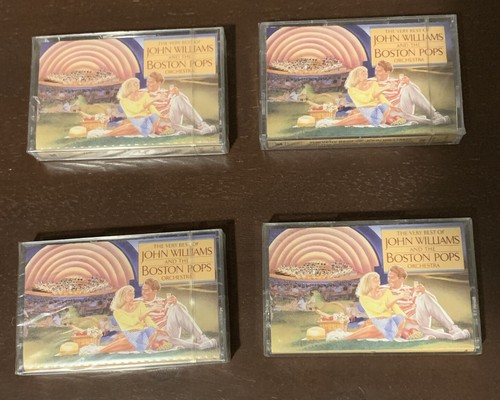 THE VERY BEST OF
JOHN WILLIAMS
AND THE
BOSTON POPS
ORCHESTRA
THE VERY BEST OF
JOHN WILLIAMS
AND THE
BOSTON POPS
ORCHESTRA
THE VERY BEST OF
JOHN WILLIAMS
AND THE
BOSTON POPS
ORCHESTRA
THE VERY BEST OF
JOHN WILLIAMS
AND THE
BOSTON POPS
ORCHESTRA